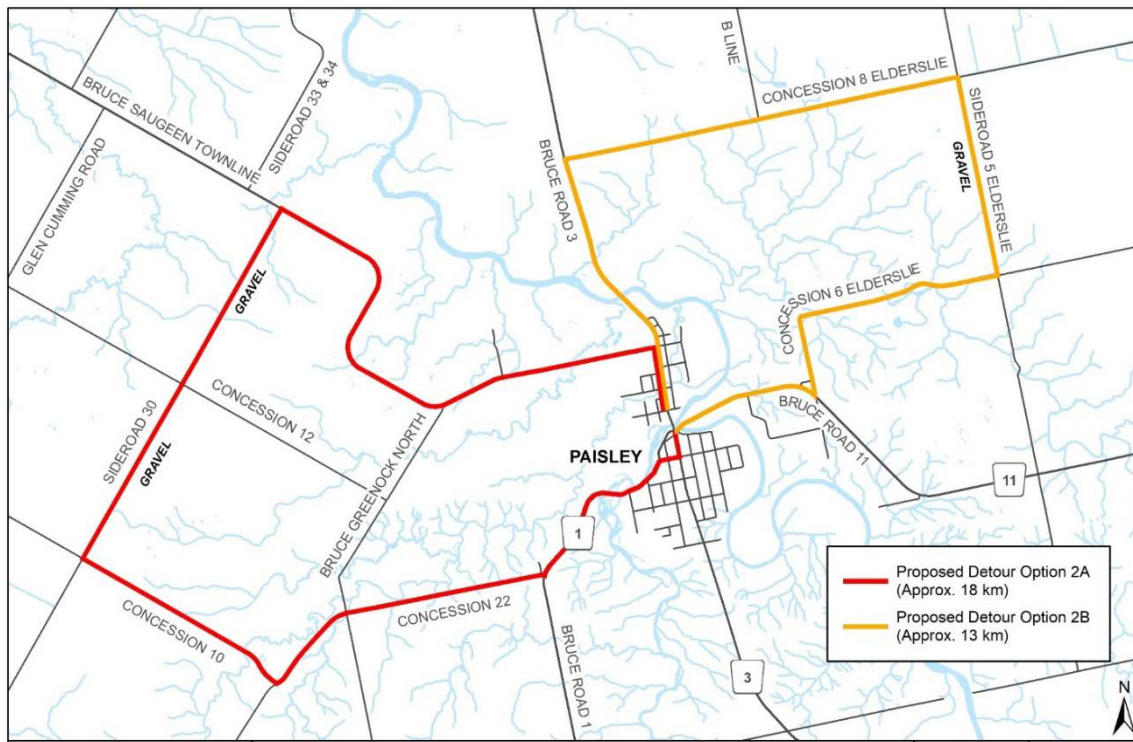 B LINE
BRUCE SAUGEEN TOWNLINE
SIDEROAD 33 & 34
CONCESSION 8 ELDERSLIE
GLEN CUMMING ROAD
BRUCE ROAD 3
GRAVEL
SIDEROAD 5 ELDERSLIE
GRAVEL
CONCESSION 6 ELDERSLIE
SIDEROAD 30
CONCESSION 12
GRAVEL
BRUCE GREENOCK NORTH
PAISLEY
BRUCE ROAD 11
11
1
CONCESSION 10
CONCESSION 22
BRUCE ROAD 1
3
Proposed Detour Option 2A
(Approx. 18 km)
Proposed Detour Option 2B
(Approx. 13 km)
N